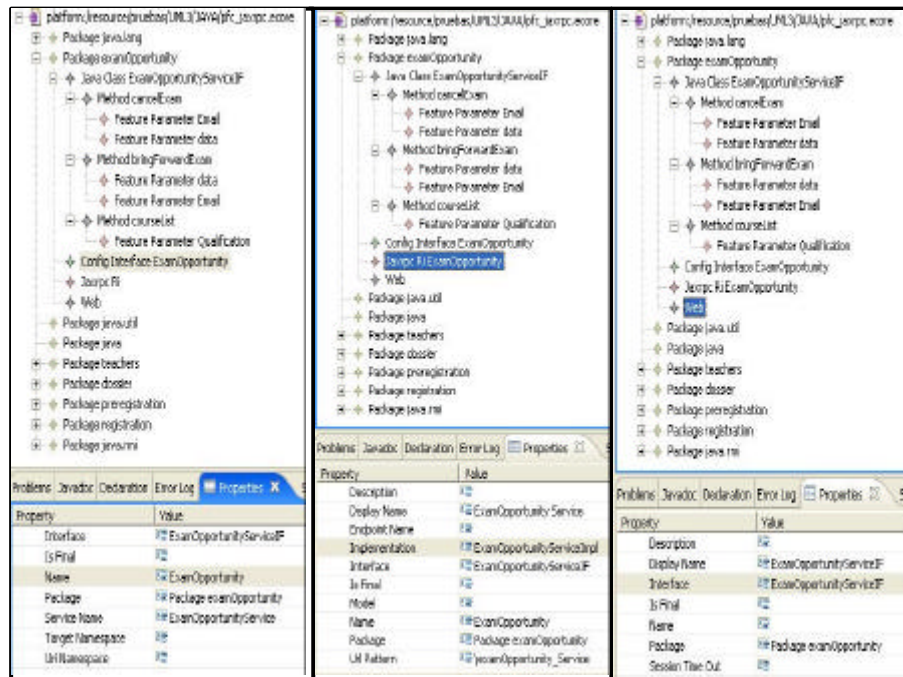 platform:/resource/pruebas/UML3/JAVA/pfc_jaxrpc.ecore
Package java.lang
Package examOpportunity
Java Class ExamOpportunityServiceIF
Method cancelExam
Feature Parameter Email
Feature Parameter data
Method bringForwardExam
Feature Parameter data
Feature Parameter Email
Method courseList
Feature Parameter Qualification
Config Interface ExamOpportunity
Jaxrpc Ri
Web
Package java.util
Package java
Package teachers
Package dossier
Package preregistration
Package registration
Package java.rmi
Problems Javadoc Declaration Error Log Properties
Property Value
Interface ExamOpportunityServiceIF
Is Final
Name ExamOpportunity
Package Package examOpportunity
Service Name ExamOpportunityService
Target Namespace
Url Namespace
platform:/resource/pruebas/UML3/JAVA/pfc_jaxrpc.ecore
Package java.lang
Package examOpportunity
Java Class ExamOpportunityServiceIF
Method cancelExam
Feature Parameter Email
Feature Parameter data
Method bringForwardExam
Feature Parameter data
Feature Parameter Email
Method courseList
Feature Parameter Qualification
Config Interface ExamOpportunity
Jaxrpc Ri ExamOpportunity
Web
Package java.util
Package java
Package teachers
Package dossier
Package preregistration
Package registration
Package java.rmi
Problems Javadoc Declaration Error Log Properties
Property Value
Description
Display Name ExamOpportunity Service
Endpoint Name
Implementation ExamOpportunityServiceImpl
Interface ExamOpportunityServiceIF
Is Final
Model
Name ExamOpportunity
Package Package examOpportunity
Url Pattern /examOpportunity_Service
platform:/resource/pruebas/UML3/JAVA/pfc_jaxrpc.ecore
Package java.lang
Package examOpportunity
Java Class ExamOpportunityServiceIF
Method cancelExam
Feature Parameter Email
Feature Parameter data
Method bringForwardExam
Feature Parameter data
Feature Parameter Email
Method courseList
Feature Parameter Qualification
Config Interface ExamOpportunity
Jaxrpc Ri ExamOpportunity
Web
Package java.util
Package java
Package teachers
Package dossier
Package preregistration
Package registration
Package java.rmi
Problems Javadoc Declaration Error Log Properties
Property Value
Description
Display Name ExamOpportunityServiceIF
Interface ExamOpportunityServiceIF
Is Final
Name
Package Package examOpportunity
Session Time Out